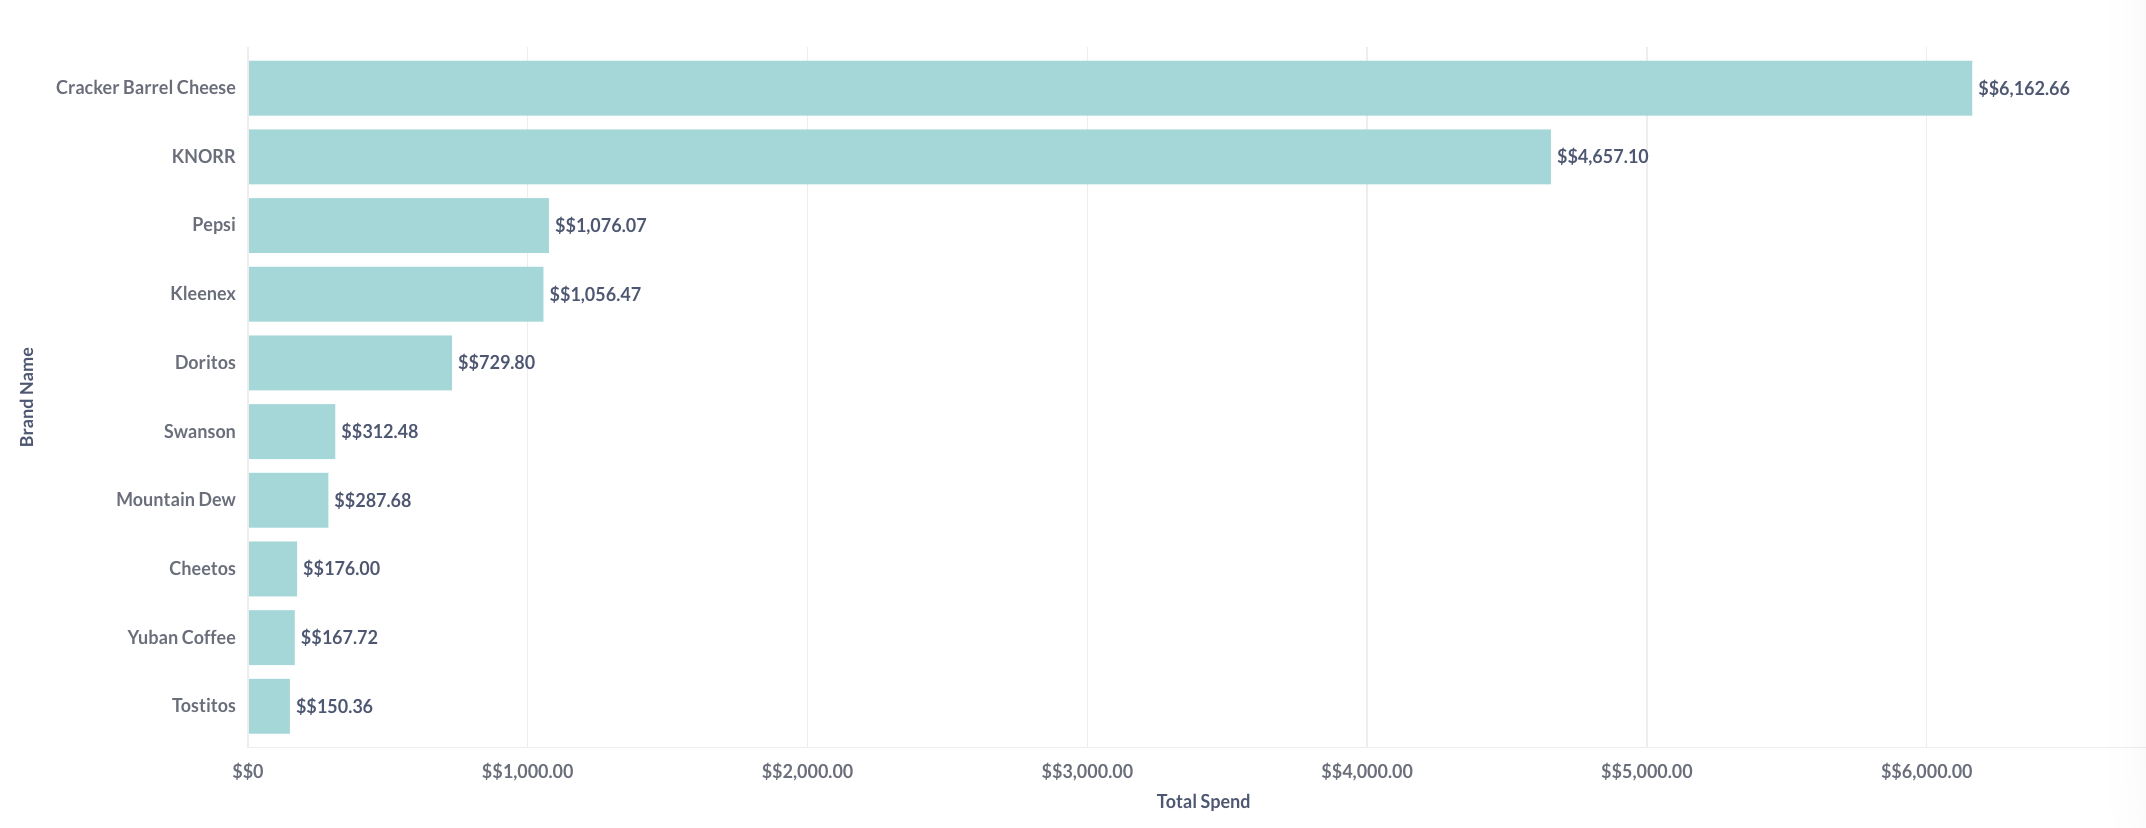 Cracker Barrel Cheese $$6,162.66
KNORR $$4,657.10
Pepsi $$1,076.07
Kleenex $$1,056.47
Doritos $$729.80
Swanson $$312.48
Mountain Dew $$287.68
Cheetos $$176.00
Yuban Coffee $$167.72
Tostitos $$150.36
Brand Name
$$0 $$1,000.00 $$2,000.00 $$3,000.00 $$4,000.00 $$5,000.00 $$6,000.00
Total Spend